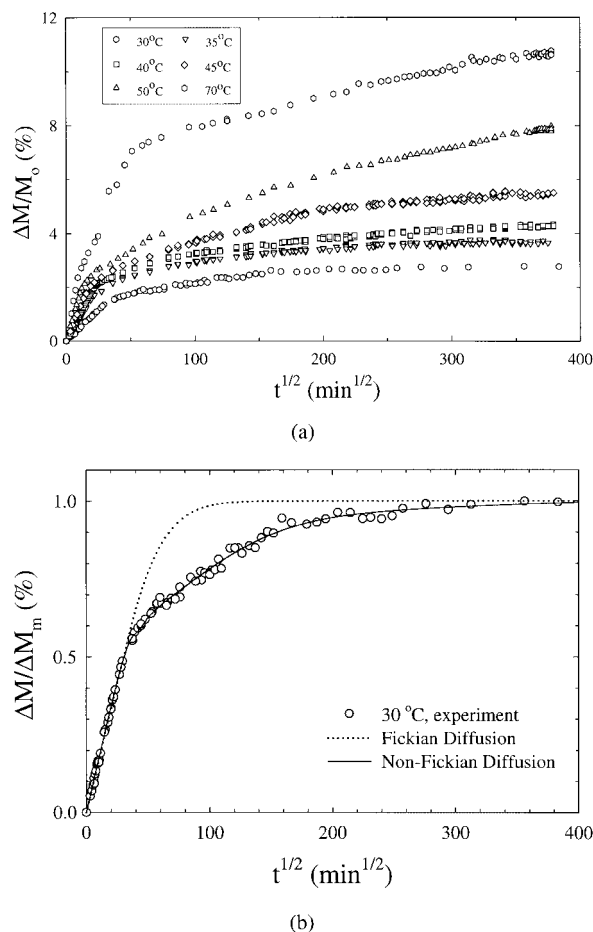 12
8
4
0
ΔM/M₀ (%)
○ 30°C ▽ 35°C
□ 40°C ◇ 45°C
△ 50°C ○ 70°C
0 100 200 300 400
t^{1/2} (min^{1/2})
(a)
1.0
0.5
0.0
ΔM/ΔM_m (%)
30 °C, experiment
Fickian Diffusion
Non-Fickian Diffusion
0 100 200 300 400
t^{1/2} (min^{1/2})
(b)